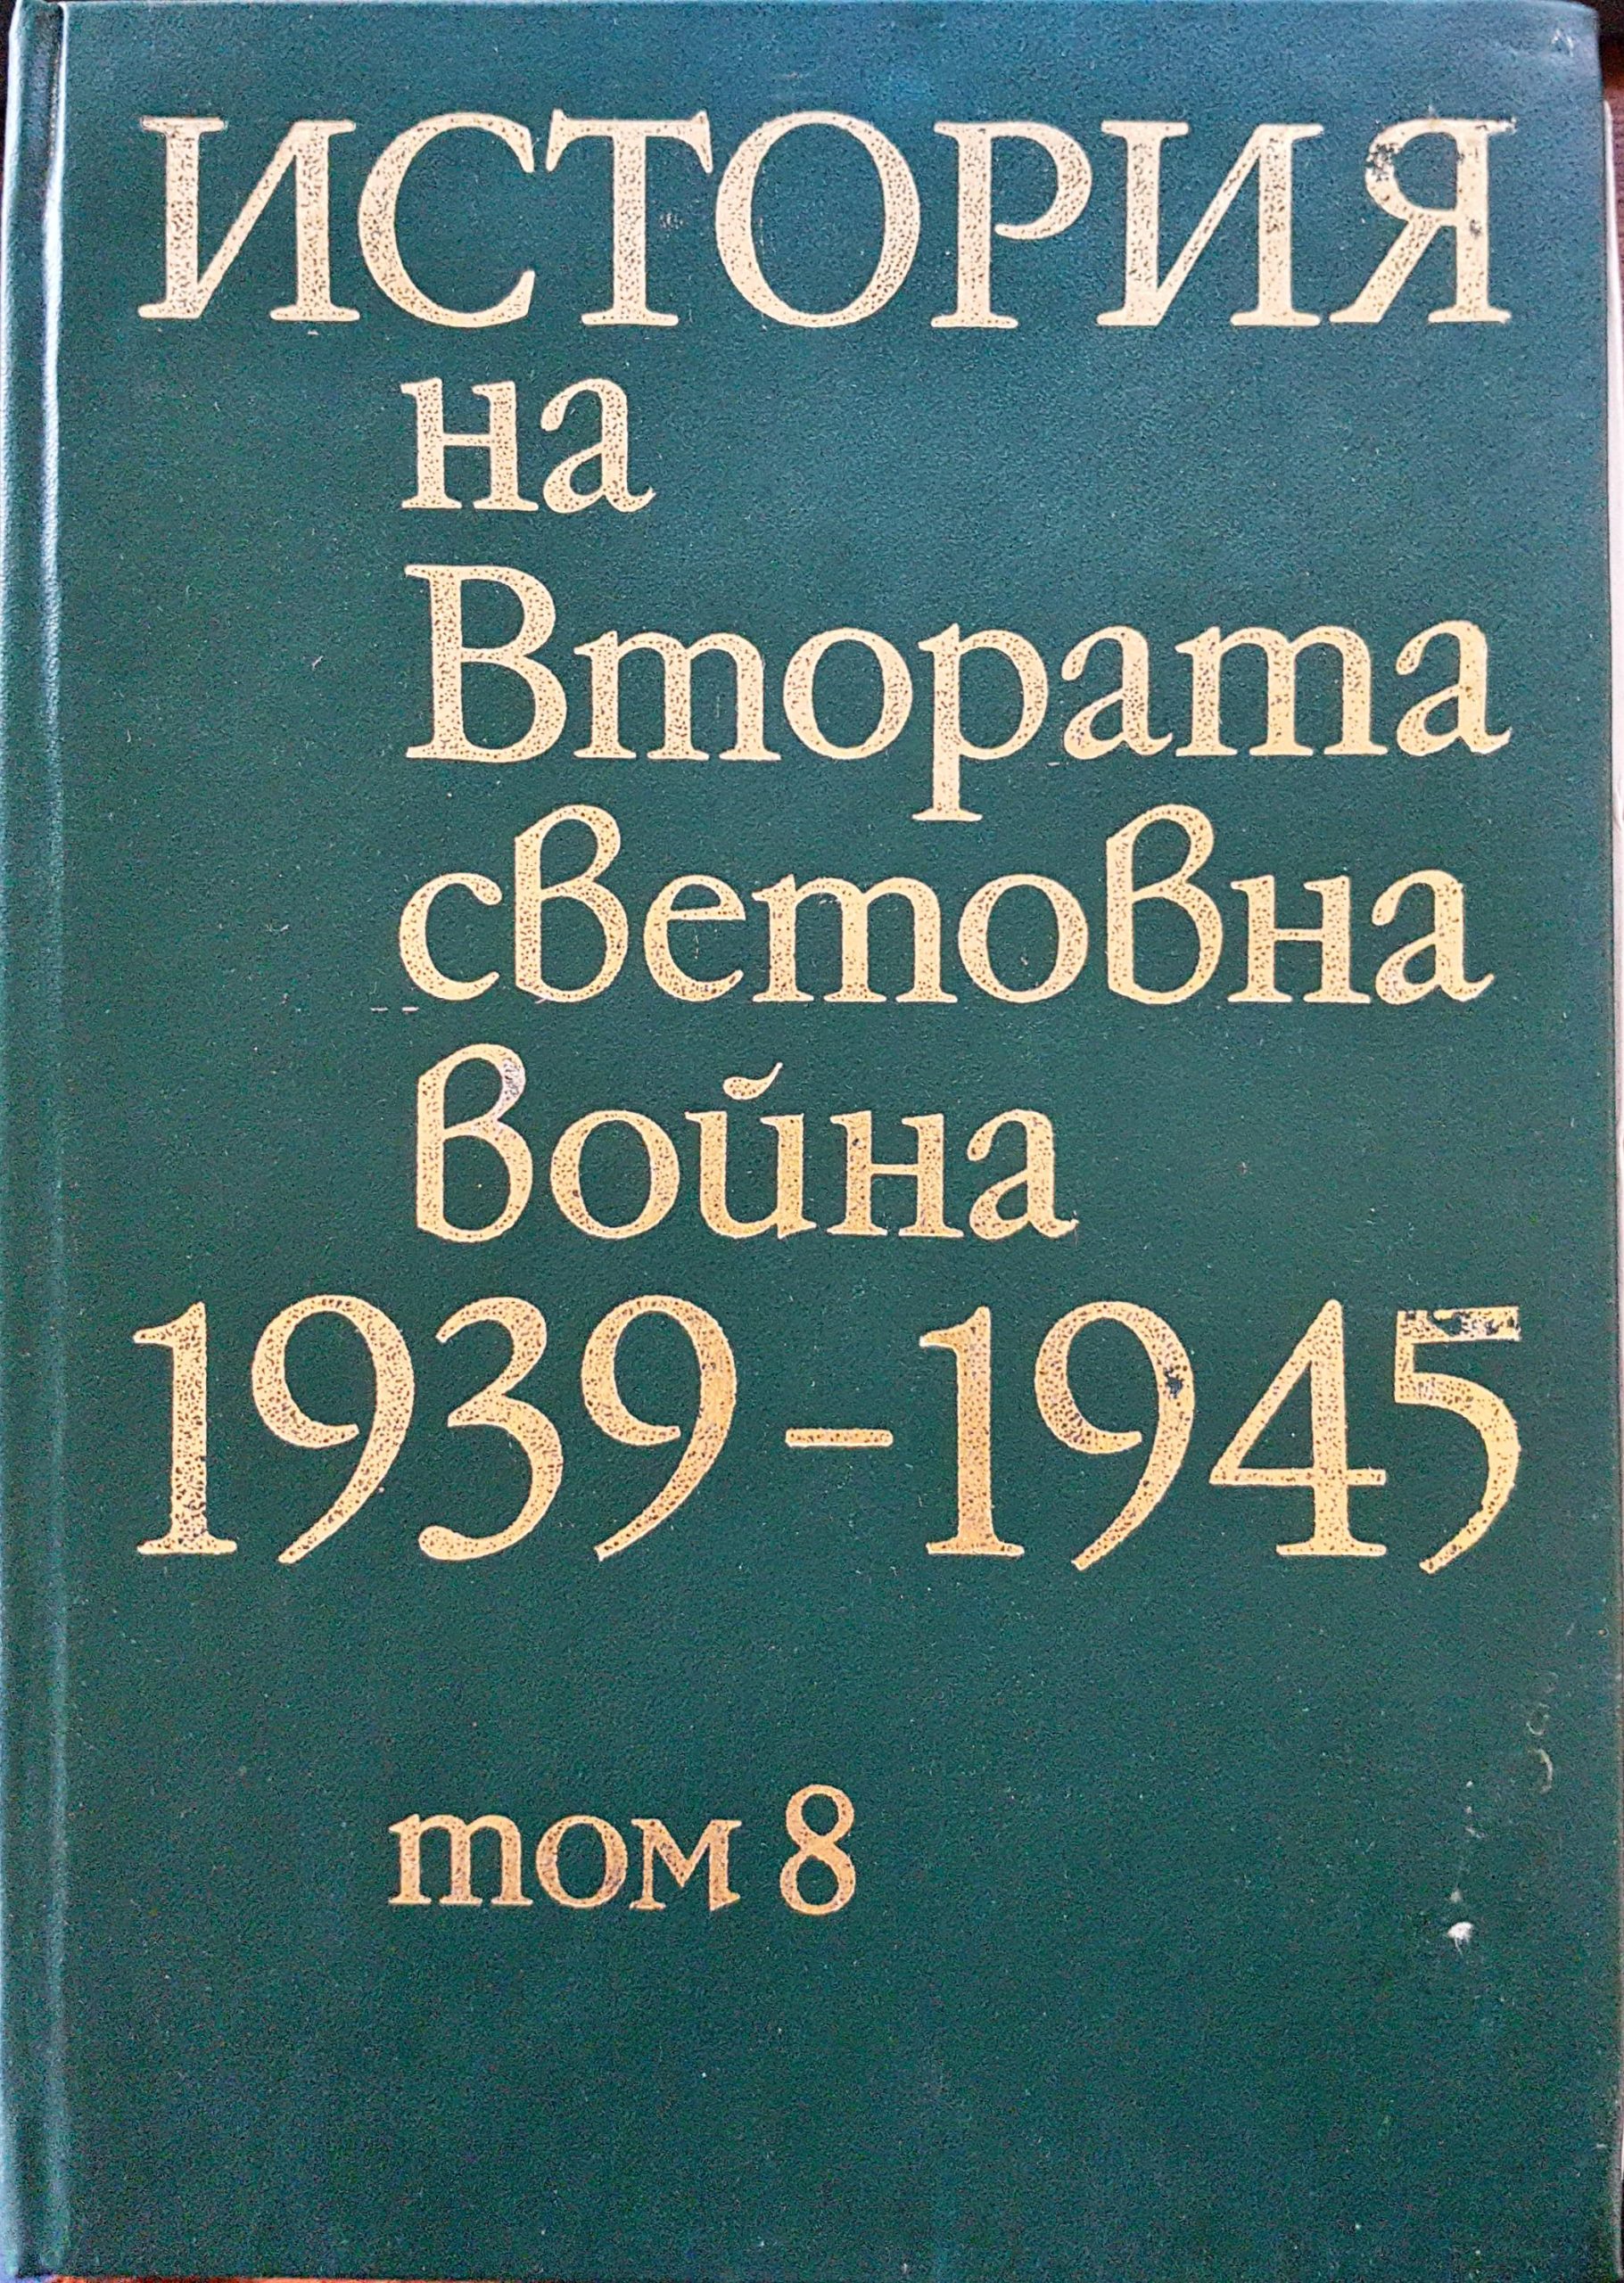 ИСТОРИЯ
на
Втората
световна
война
1939–1945
том 8